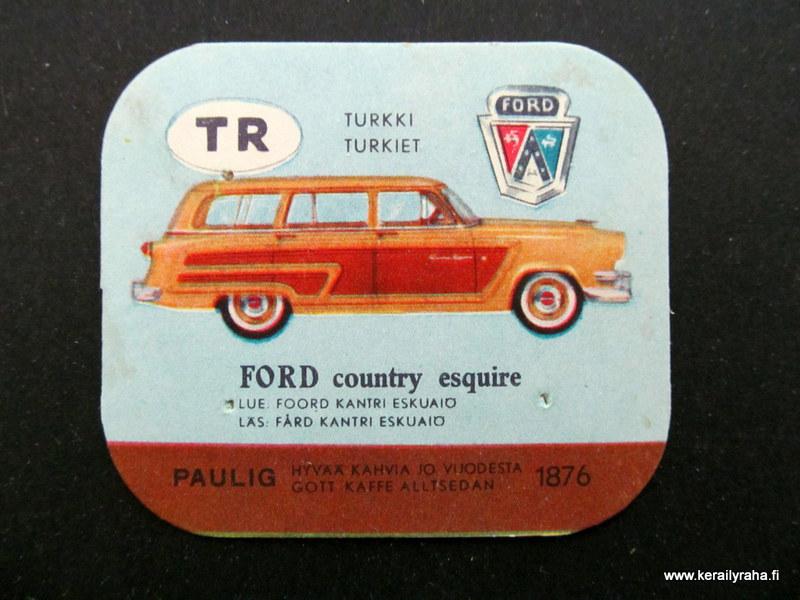 TR
TURKKI
TURKIET
FORD
FORD country esquire
LUE: FOORD KANTRI ESKUAIÖ
LÄS: FÅRD KANTRI ESKUAIÖ
PAULIG
HYVÄÄ KAHVIA JO VUODESTA
GOTT KAFFE ALLTSEDAN
1876
www.kerailyraha.fi